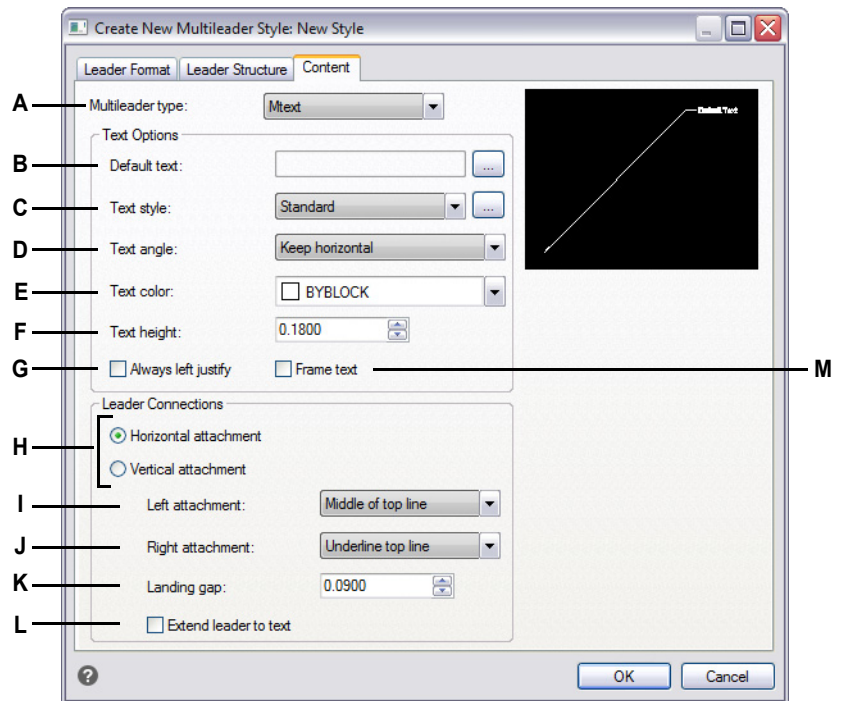 Create New Multileader Style: New Style
Leader Format Leader Structure Content
A Multileader type: Mtext
Default Text
Text Options
B Default text: ...
C Text style: Standard ...
D Text angle: Keep horizontal
E Text color: BYBLOCK
F Text height: 0.1800
G Always left justify Frame text M
Leader Connections
H Horizontal attachment
Vertical attachment
I Left attachment: Middle of top line
J Right attachment: Underline top line
K Landing gap: 0.0900
L Extend leader to text
? OK Cancel